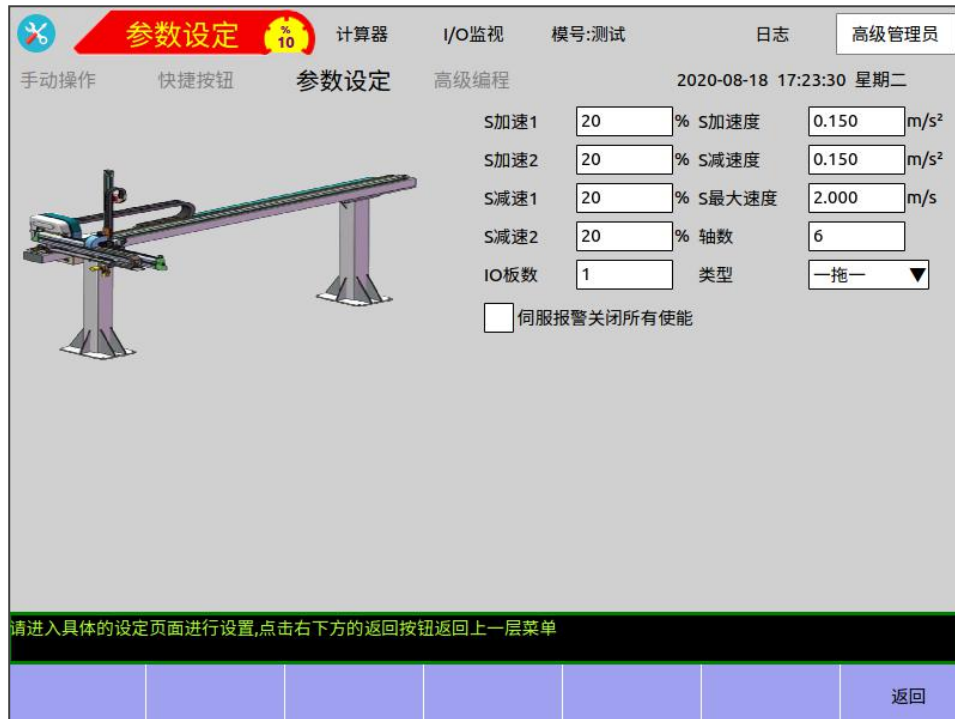 参数设定 % 10 计算器 I/O监视 模号:测试 日志 高级管理员
手动操作 快捷按钮 参数设定 高级编程 2020-08-18 17:23:30 星期二
S加速1 20 % S加速度 0.150 m/s²
S加速2 20 % S减速度 0.150 m/s²
S减速1 20 % S最大速度 2.000 m/s
S减速2 20 % 轴数 6
IO板数 1 类型 一拖一 ▼
伺服报警关闭所有使能
请进入具体的设定页面进行设置,点击右下方的返回按钮返回上一层菜单
返回